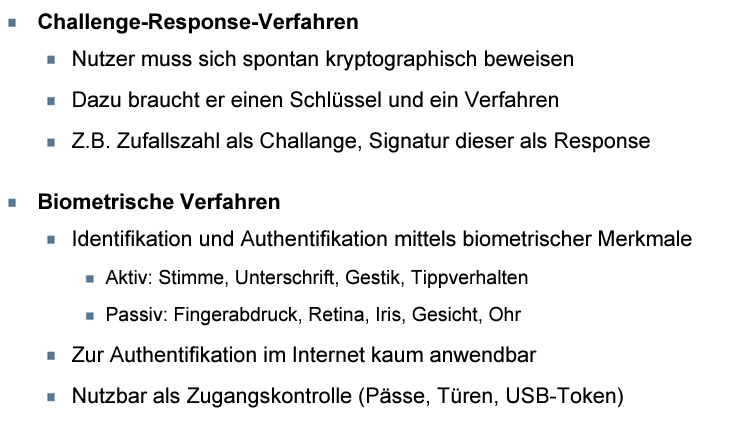 Challenge-Response-Verfahren
Nutzer muss sich spontan kryptographisch beweisen
Dazu braucht er einen Schlüssel und ein Verfahren
Z.B. Zufallszahl als Challange, Signatur dieser als Response
Biometrische Verfahren
Identifikation und Authentifikation mittels biometrischer Merkmale
Aktiv: Stimme, Unterschrift, Gestik, Tippverhalten
Passiv: Fingerabdruck, Retina, Iris, Gesicht, Ohr
Zur Authentifikation im Internet kaum anwendbar
Nutzbar als Zugangskontrolle (Pässe, Türen, USB-Token)